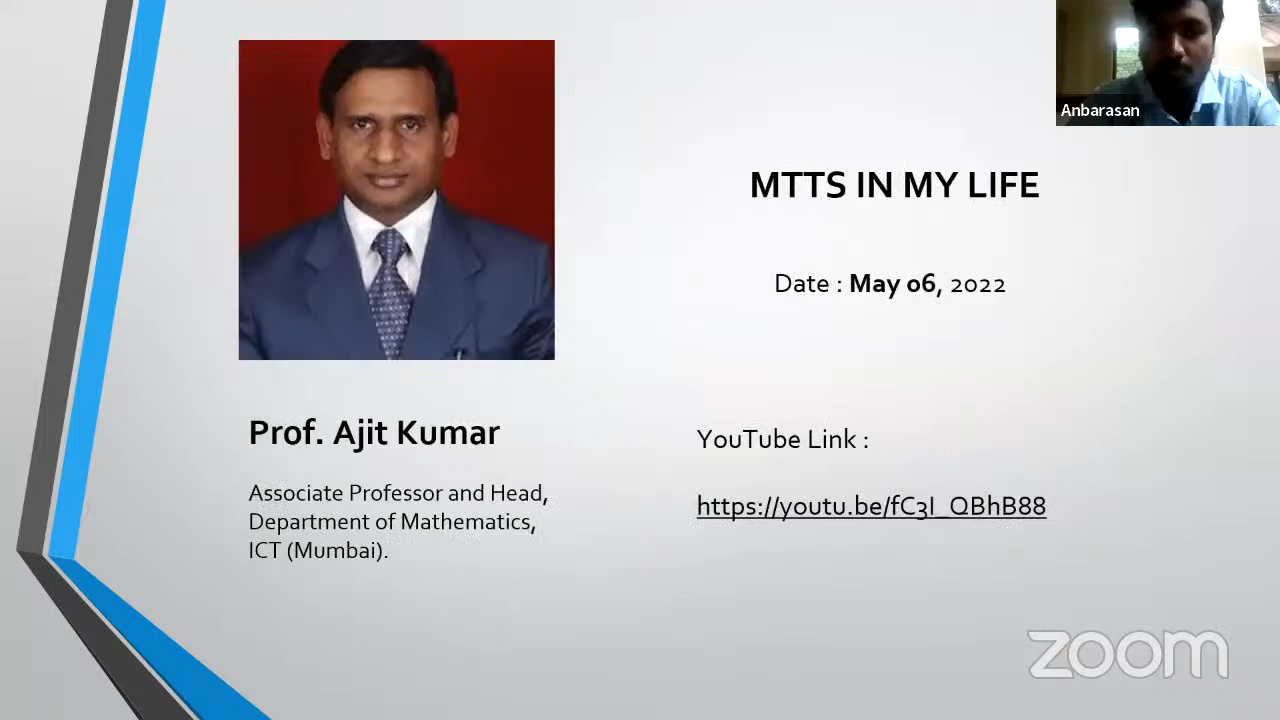 Anbarasan
MTTS IN MY LIFE
Date : May 06, 2022
Prof. Ajit Kumar
Associate Professor and Head,
Department of Mathematics,
ICT (Mumbai).
YouTube Link :
https://youtu.be/fC3I_QBhB88
zoom